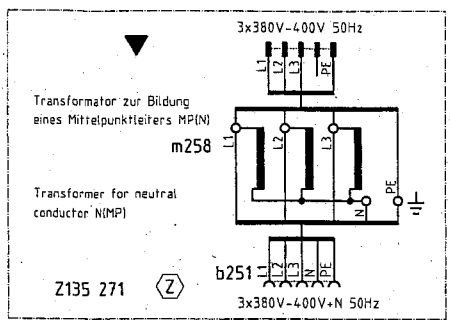 3x380V-400V 50Hz
L1 L2 L3 PE
Transformator zur Bildung
eines Mittelpunktleiters MP(N)
m258
L1 L2 L3 N PE
Transformer for neutral
conductor N(MP)
b251
L1 L2 L3 N PE
Z135 271
Z
3x380V-400V+N 50Hz